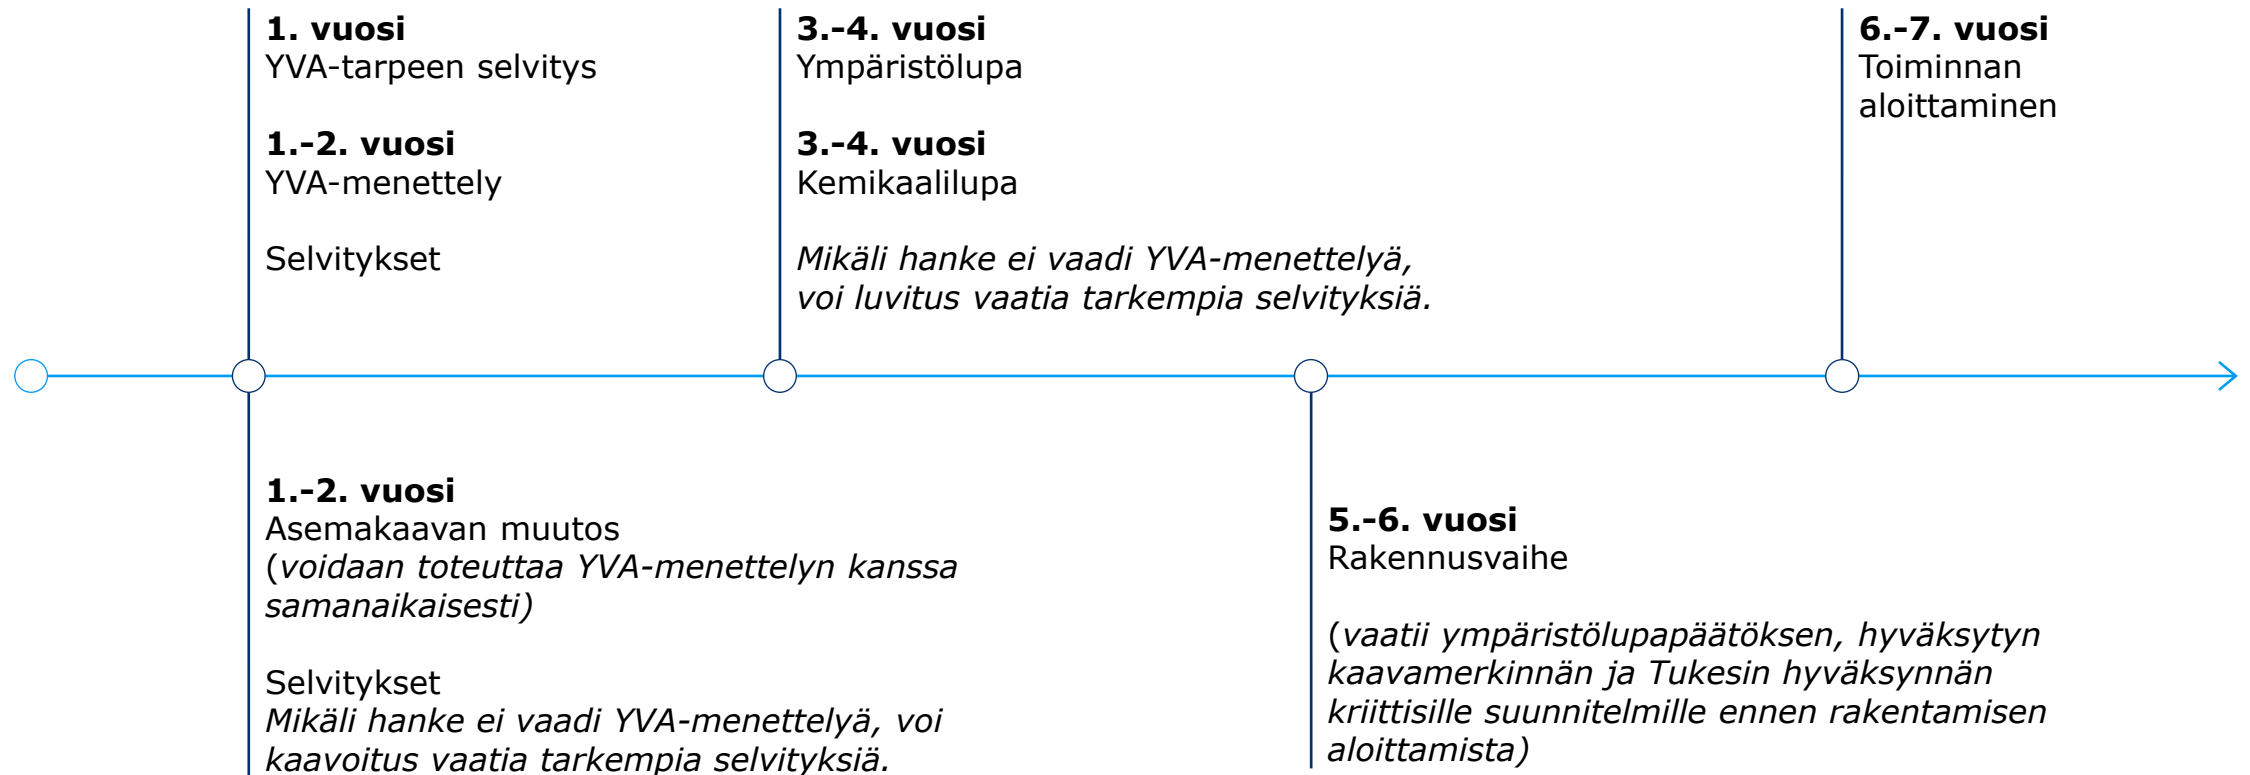 1. vuosi
YVA-tarpeen selvitys
1.-2. vuosi
YVA-menettely
Selvitykset
3.-4. vuosi
Ympäristölupa
3.-4. vuosi
Kemikaalilupa
Mikäli hanke ei vaadi YVA-menettelyä,
voi luvitus vaatia tarkempia selvityksiä.
6.-7. vuosi
Toiminnan
aloittaminen
1.-2. vuosi
Asemakaavan muutos
(voidaan toteuttaa YVA-menettelyn kanssa
samanaikaisesti)
Selvitykset
Mikäli hanke ei vaadi YVA-menettelyä, voi
kaavoitus vaatia tarkempia selvityksiä.
5.-6. vuosi
Rakennusvaihe
(vaatii ympäristölupapäätöksen, hyväksytyn
kaavamerkinnän ja Tukesin hyväksynnän
kriittisille suunnitelmille ennen rakentamisen
aloittamista)